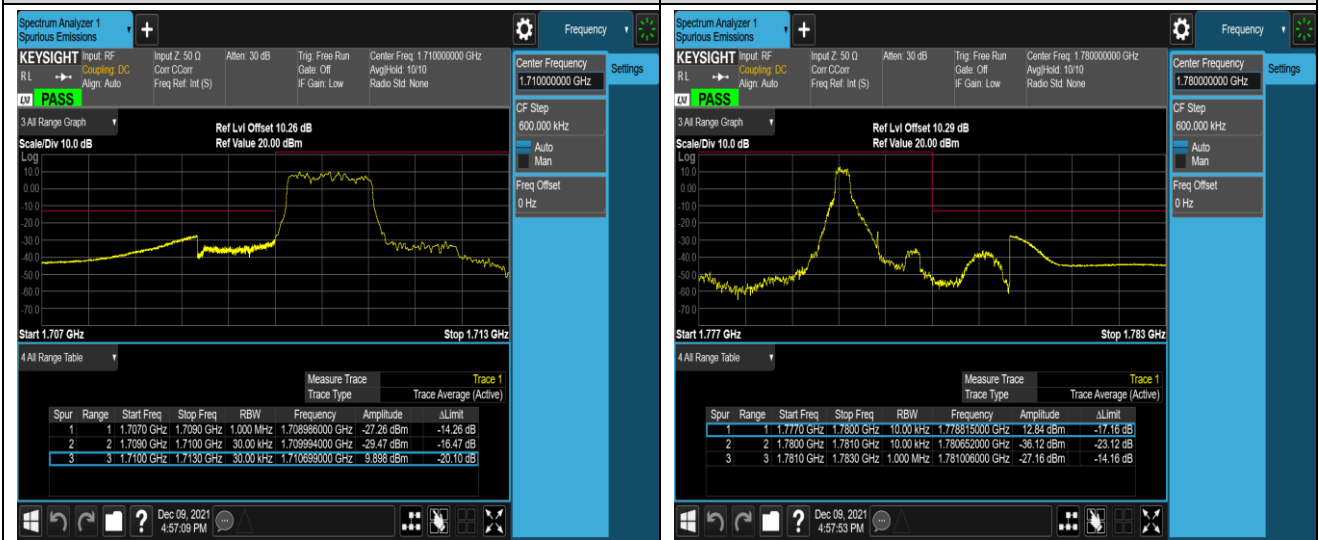 Spectrum Analyzer 1
Spurious Emissions
+
Frequency
KEYSIGHT Input: RF Input Z: 50 Ω Atten: 30 dB Trig: Free Run Center Freq: 1.710000000 GHz
RL Coupling: DC Corr CCorr Gate: Off Avg|Hold: 10/10
Align: Auto Freq Ref: Int (S) IF Gain: Low Radio Std: None
LXI PASS
Center Frequency
1.710000000 GHz
Settings
CF Step
600.000 kHz
Auto
Man
Freq Offset
0 Hz
3 All Range Graph
Ref Lvl Offset 10.26 dB
Scale/Div 10.0 dB Ref Value 20.00 dBm
Log
10.0
0.00
-10.0
-20.0
-30.0
-40.0
-50.0
-60.0
-70.0
Start 1.707 GHz Stop 1.713 GHz
4 All Range Table
Measure Trace Trace 1
Trace Type Trace Average (Active)
Spur Range Start Freq Stop Freq RBW Frequency Amplitude ΔLimit
1 1 1.7070 GHz 1.7090 GHz 1.000 MHz 1.708986000 GHz -27.26 dBm -14.26 dB
2 2 1.7090 GHz 1.7100 GHz 30.00 kHz 1.709994000 GHz -29.47 dBm -16.47 dB
3 3 1.7100 GHz 1.7130 GHz 30.00 kHz 1.710699000 GHz 9.898 dBm -20.10 dB
? Dec 09, 2021
4:57:09 PM
Spectrum Analyzer 1
Spurious Emissions
+
Frequency
KEYSIGHT Input: RF Input Z: 50 Ω Atten: 30 dB Trig: Free Run Center Freq: 1.780000000 GHz
RL Coupling: DC Corr CCorr Gate: Off Avg|Hold: 10/10
Align: Auto Freq Ref: Int (S) IF Gain: Low Radio Std: None
LXI PASS
Center Frequency
1.780000000 GHz
Settings
CF Step
600.000 kHz
Auto
Man
Freq Offset
0 Hz
3 All Range Graph
Ref Lvl Offset 10.29 dB
Scale/Div 10.0 dB Ref Value 20.00 dBm
Log
10.0
0.00
-10.0
-20.0
-30.0
-40.0
-50.0
-60.0
-70.0
Start 1.777 GHz Stop 1.783 GHz
4 All Range Table
Measure Trace Trace 1
Trace Type Trace Average (Active)
Spur Range Start Freq Stop Freq RBW Frequency Amplitude ΔLimit
1 1 1.7770 GHz 1.7800 GHz 10.00 kHz 1.778815000 GHz 12.84 dBm -17.16 dB
2 2 1.7800 GHz 1.7810 GHz 10.00 kHz 1.780652000 GHz -36.12 dBm -23.12 dB
3 3 1.7810 GHz 1.7830 GHz 1.000 MHz 1.781006000 GHz -27.16 dBm -14.16 dB
? Dec 09, 2021
4:57:53 PM